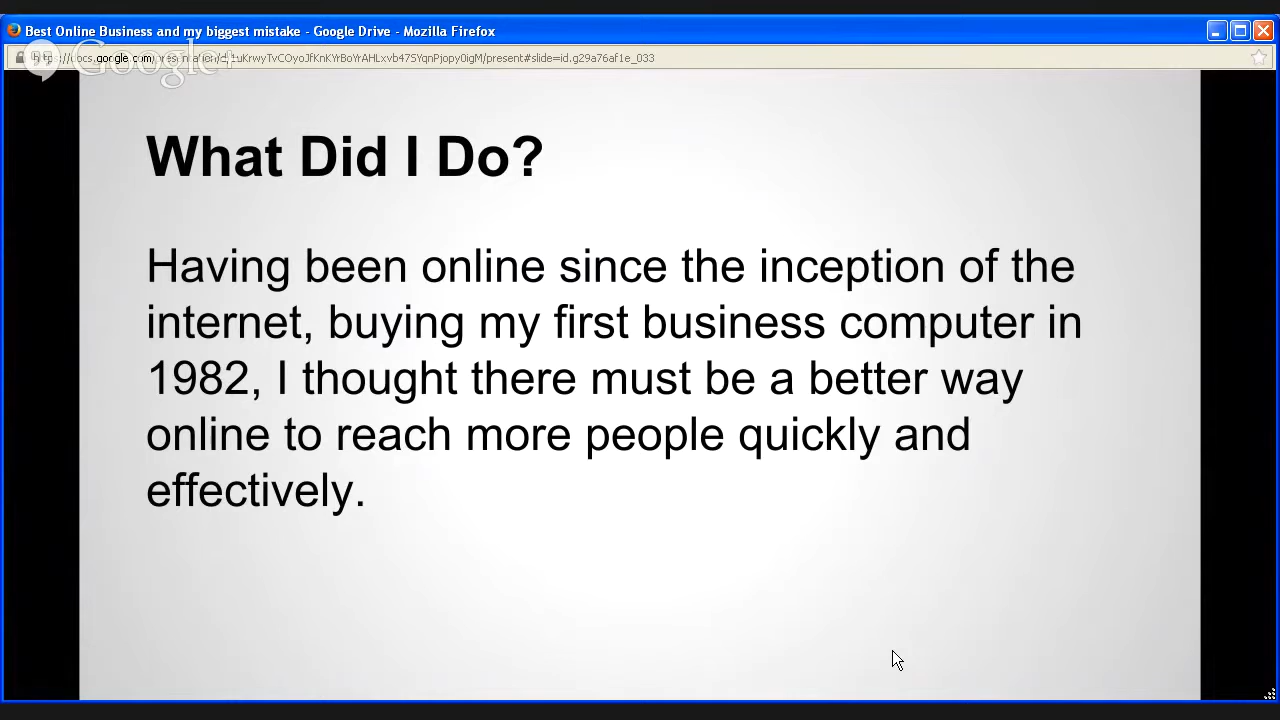 Best Online Business and my biggest mistake - Google Drive - Mozilla Firefox
Google+
What Did I Do?
Having been online since the inception of the
internet, buying my first business computer in
1982, I thought there must be a better way
online to reach more people quickly and
effectively.